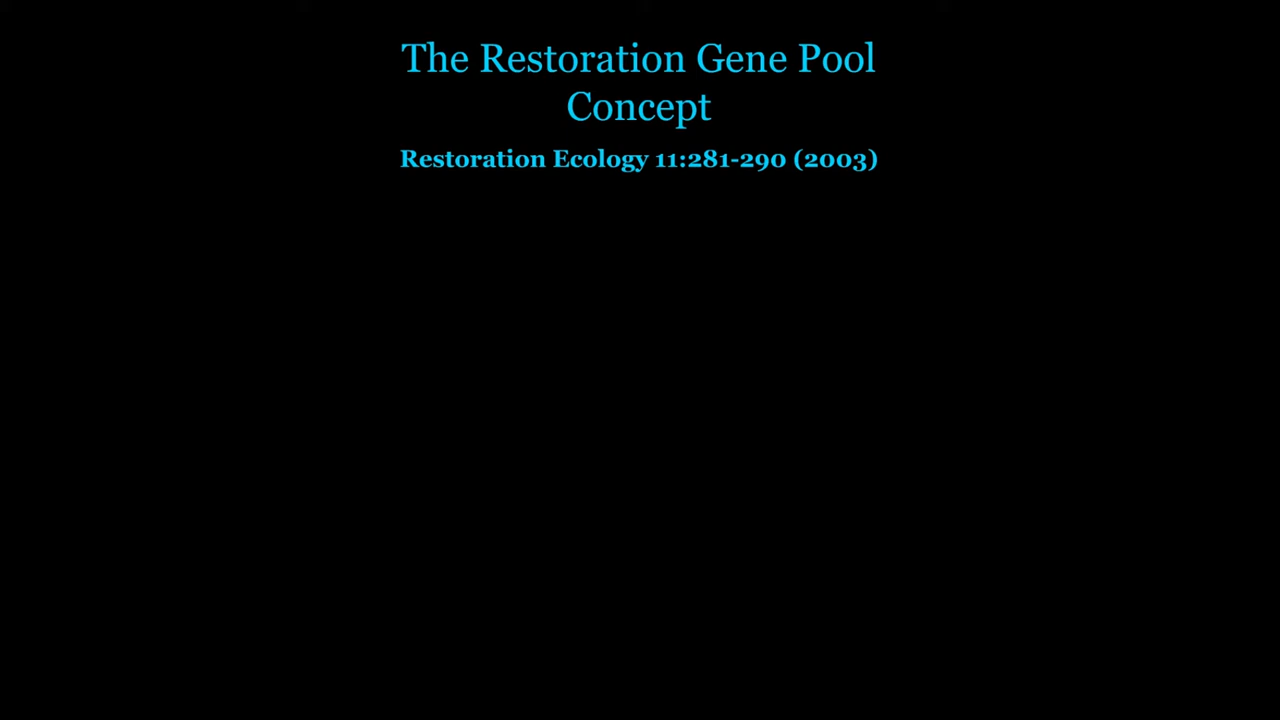 The Restoration Gene Pool
Concept
Restoration Ecology 11:281-290 (2003)